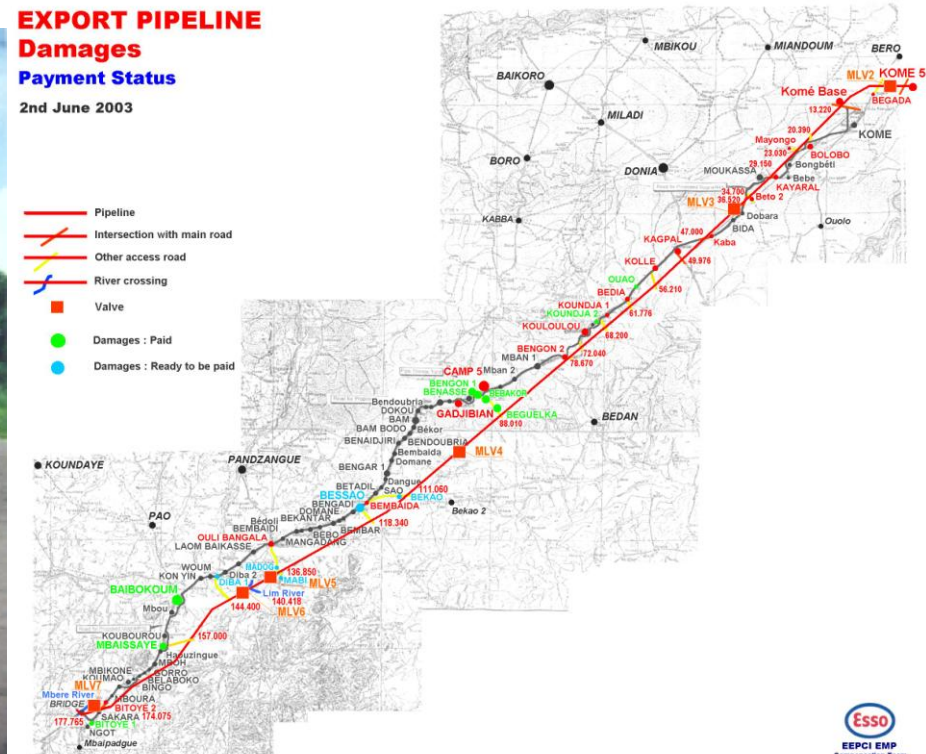 EXPORT PIPELINE
Damages
Payment Status
2nd June 2003
Pipeline
Intersection with main road
Other access road
River crossing
Valve
Damages : Paid
Damages : Ready to be paid
MBIKOU
MIANDOUM
BERO
BAIKORO
MLV2
KOME 5
Komé Base
BEGADA
13.220
MILADI
20.390
KOME
Mayongo
23.030
BOLOBO
BORO
29.150
Bongbéti
DONIA
MOUKASSA
Bebe
KAYARAL
34.700
36.520
Beto 2
MLV3
Dobara
KABBA
BIDA
Ouolo
47.000
Kaba
KAGPAL
49.976
KOLLE
OUAO
56.210
BEDIA
KOUNDJA 1
61.776
KOUNDJA 2
KOULOULOU
68.200
BENGON 2
72.040
MBAN 1
78.670
CAMP 5
Mban 2
BENGON 1
BENASSE
BEBAKOR
Bendoubria
GADJIBIAN
BEGUELKA
DOKOU
88.010
BEDAN
BAM
BAM BODO
Békor
BENAIDJIRI
BENDOUBRIA
Bembaida
MLV4
Domane
KOUNDAYE
PANDZANGUE
BENGAR 1
BETADIL
Dangue
SAO
111.060
BESSAO
BEKAO
BENGADI
BEMBAIDA
Bekao 2
DOMANE
PAO
Bédoli
BEKANTAR
118.340
BEMBAIDI
BEBO
BEMBAR
OULI BANGALA
MANGADANG
LAOM BAIKASSE
WOUM
MADOG
KON YIN
Diba 2
136.850
DIBA 1
MABI
MLV5
BAIBOKOUM
Lim River
140.418
144.400
MLV6
Mbou
KOUBOUROU
157.000
MBAISSAYE
Haouzingue
MBOH
MBIKONE
BORRO
KOUMAO
BELABOKO
MLV7
BINGO
Mbere River
MBOURA
BRIDGE
BITOYE 2
SAKARA
174.075
177.765
BITOYE 1
NGOT
Mbaipadgue
Esso
EEPCI EMP